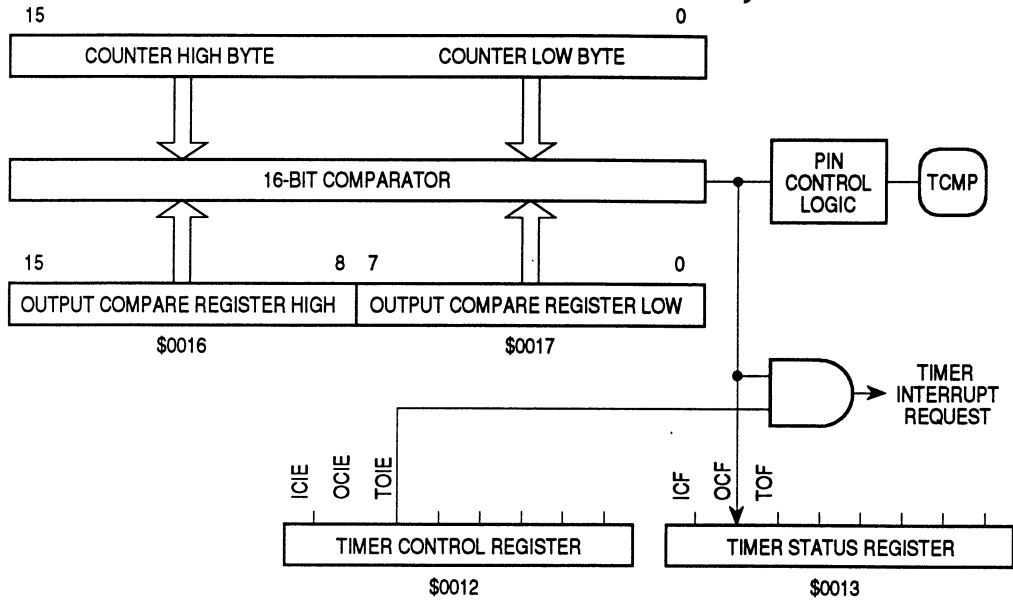 15 0
COUNTER HIGH BYTE COUNTER LOW BYTE
16-BIT COMPARATOR
PIN
CONTROL
LOGIC
TCMP
15 8 7 0
OUTPUT COMPARE REGISTER HIGH OUTPUT COMPARE REGISTER LOW
$0016 $0017
TIMER
INTERRUPT
REQUEST
ICIE
OCIE
TOIE
ICF
OCF
TOF
TIMER CONTROL REGISTER
TIMER STATUS REGISTER
$0012
$0013